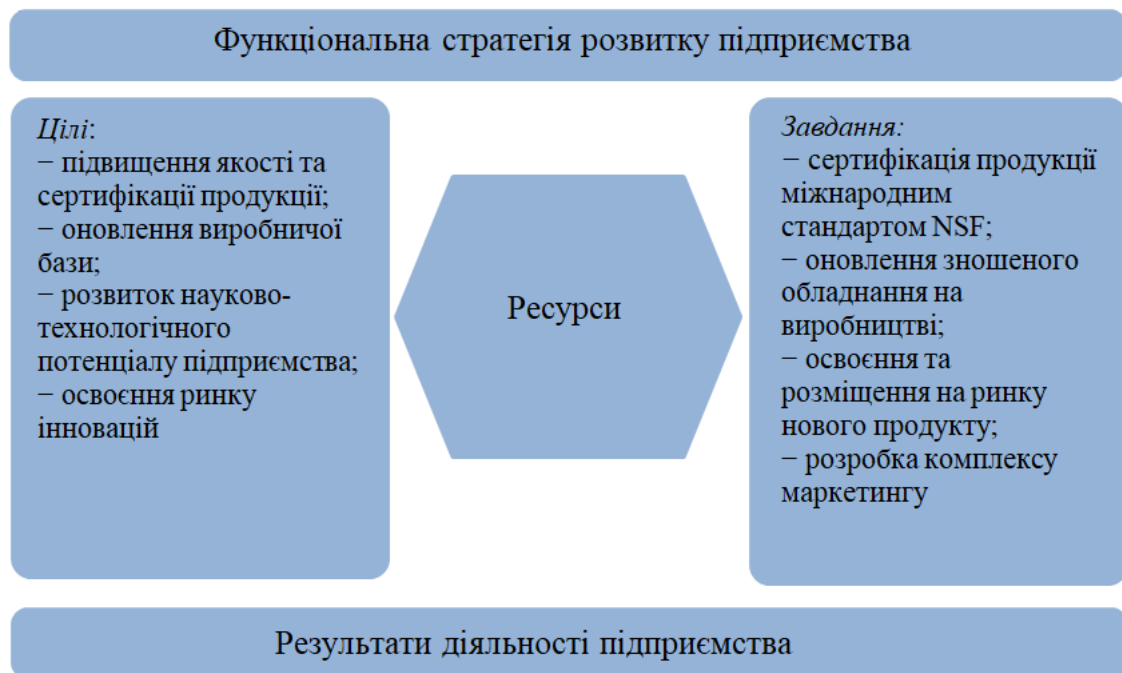 Функціональна стратегія розвитку підприємства
Цілі:
− підвищення якості та
сертифікації продукції;
− оновлення виробничої
бази;
− розвиток науково-
технологічного
потенціалу підприємства;
− освоєння ринку
інновацій
Ресурси
Завдання:
− сертифікація продукції
міжнародним
стандартом NSF;
− оновлення зношеного
обладнання на
виробництві;
− освоєння та
розміщення на ринку
нового продукту;
− розробка комплексу
маркетингу
Результати діяльності підприємства